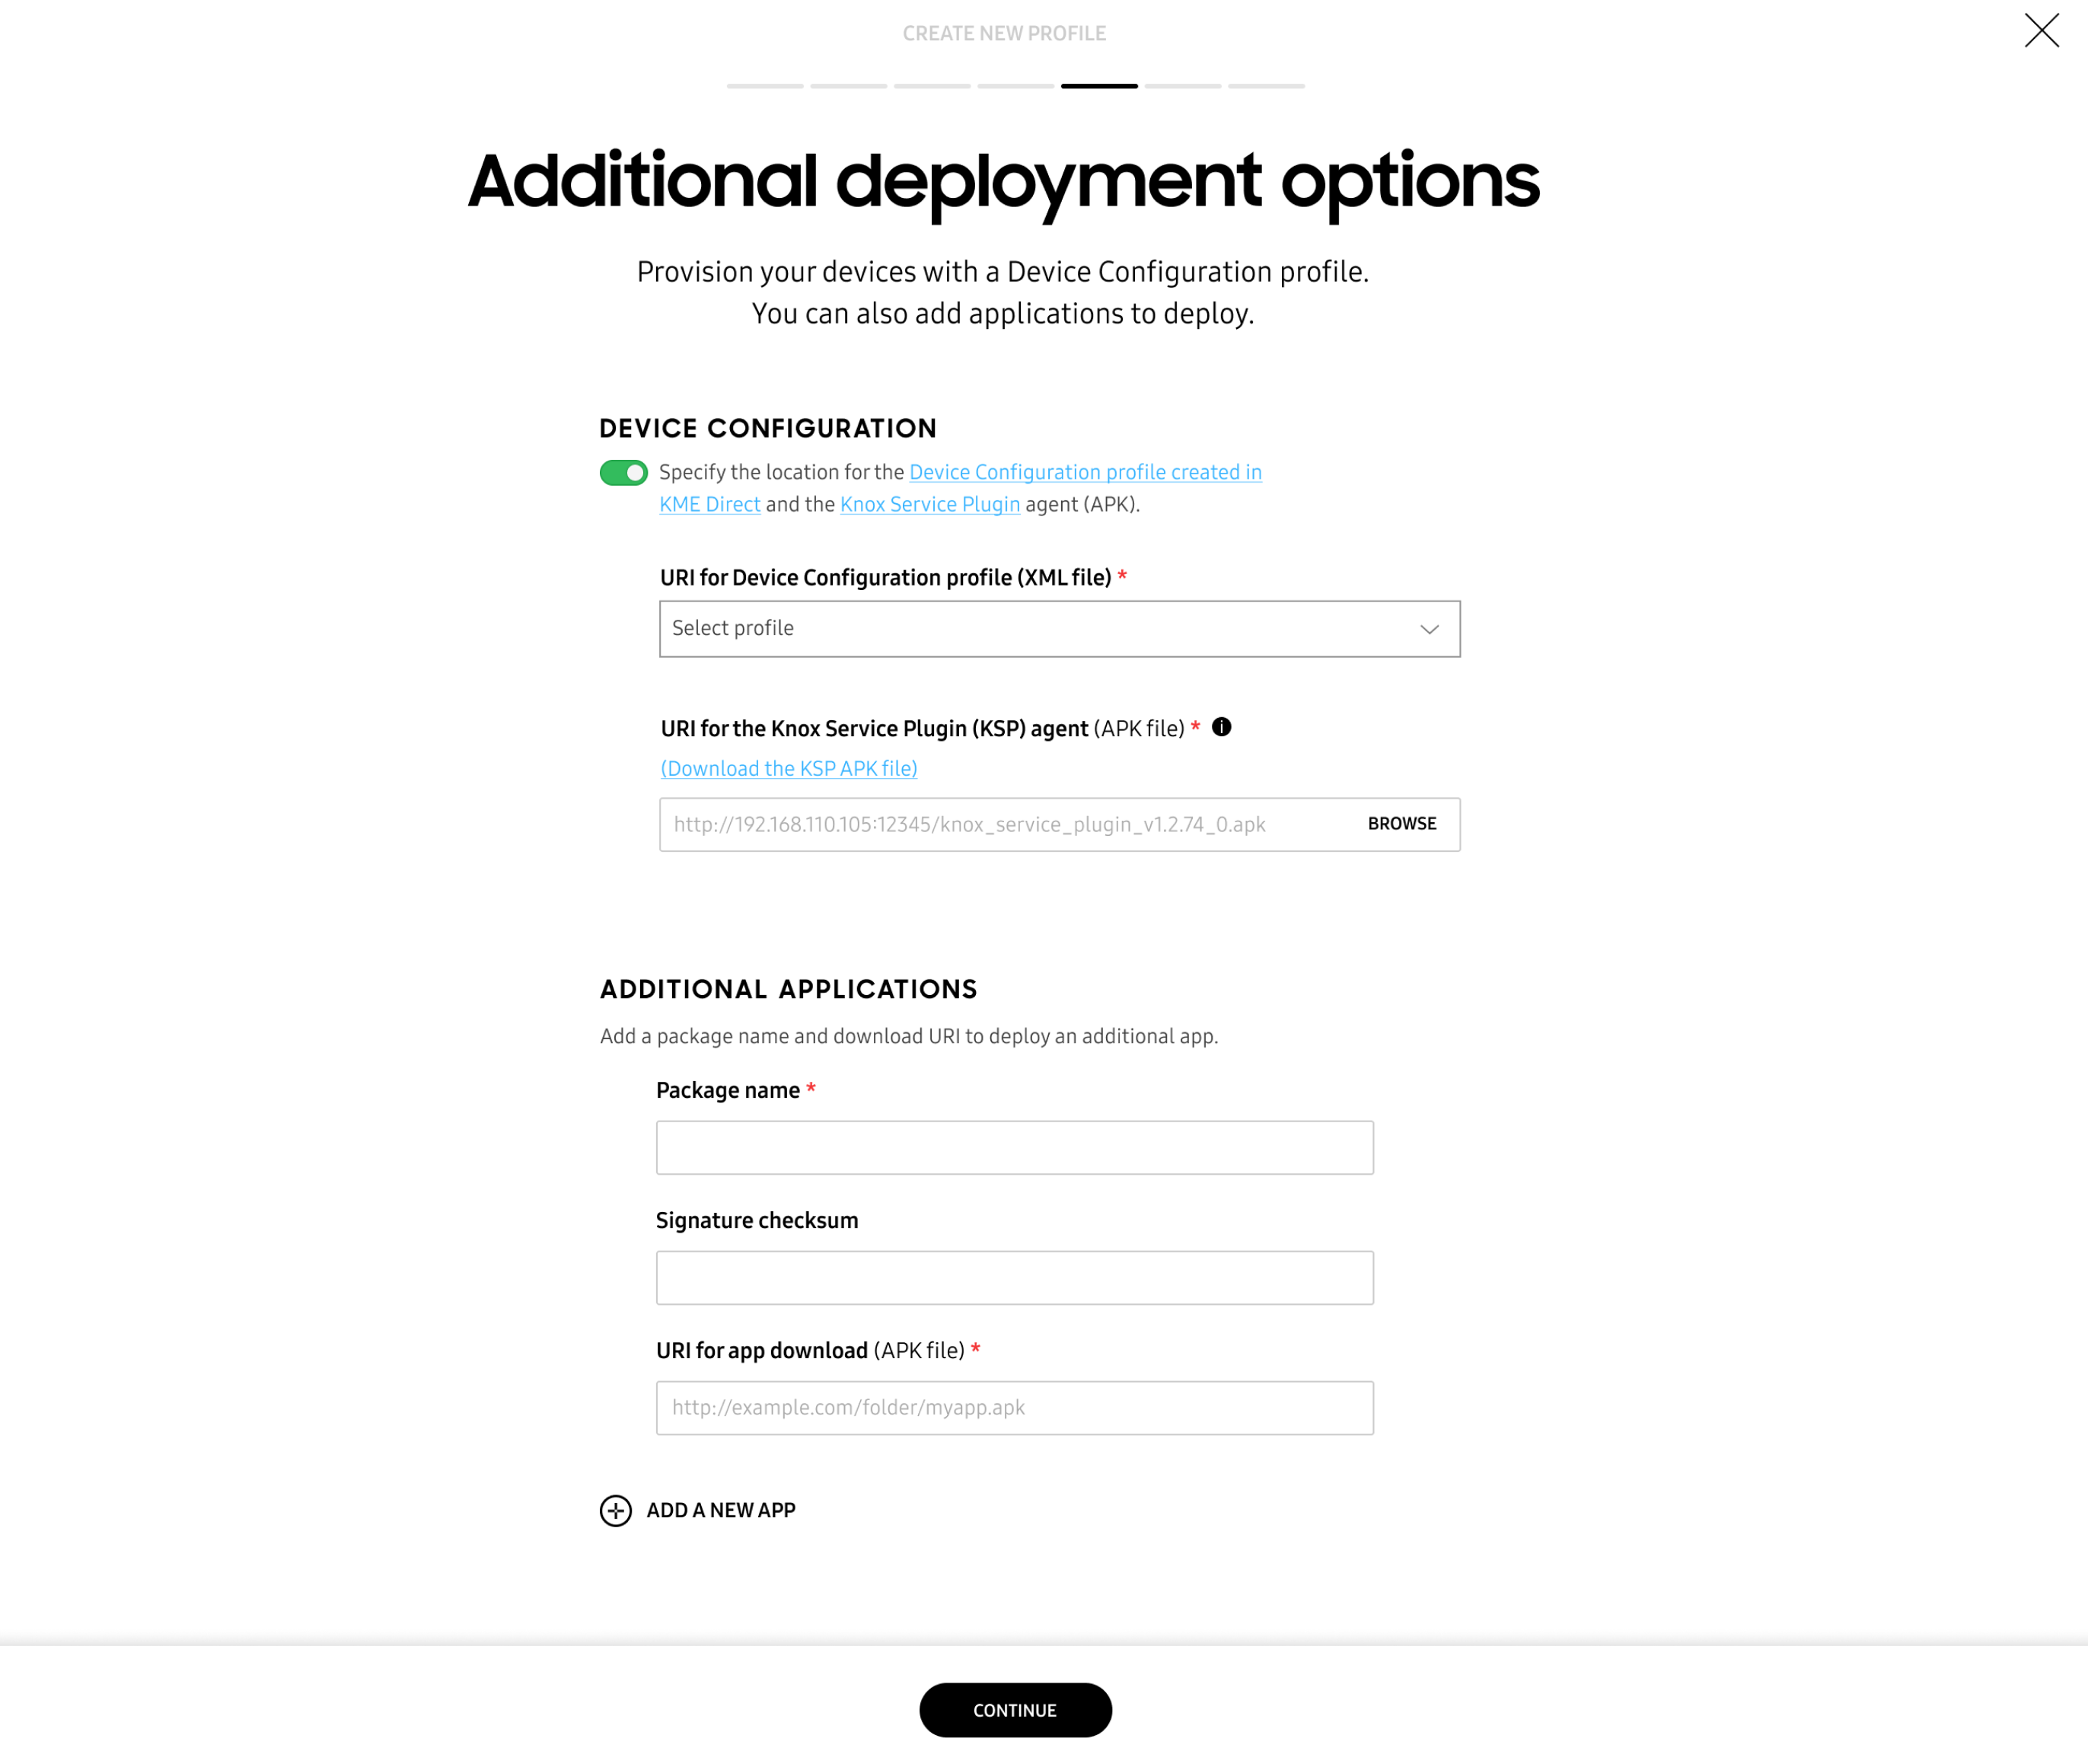 CREATE NEW PROFILE
Additional deployment options
Provision your devices with a Device Configuration profile.
You can also add applications to deploy.
DEVICE CONFIGURATION
Specify the location for the Device Configuration profile created in
KME Direct and the Knox Service Plugin agent (APK).
URI for Device Configuration profile (XML file) *
Select profile
URI for the Knox Service Plugin (KSP) agent (APK file) * i
(Download the KSP APK file)
http://192.168.110.105:12345/knox_service_plugin_v1.2.74_0.apk BROWSE
ADDITIONAL APPLICATIONS
Add a package name and download URI to deploy an additional app.
Package name *
Signature checksum
URI for app download (APK file) *
http://example.com/folder/myapp.apk
ADD A NEW APP
CONTINUE